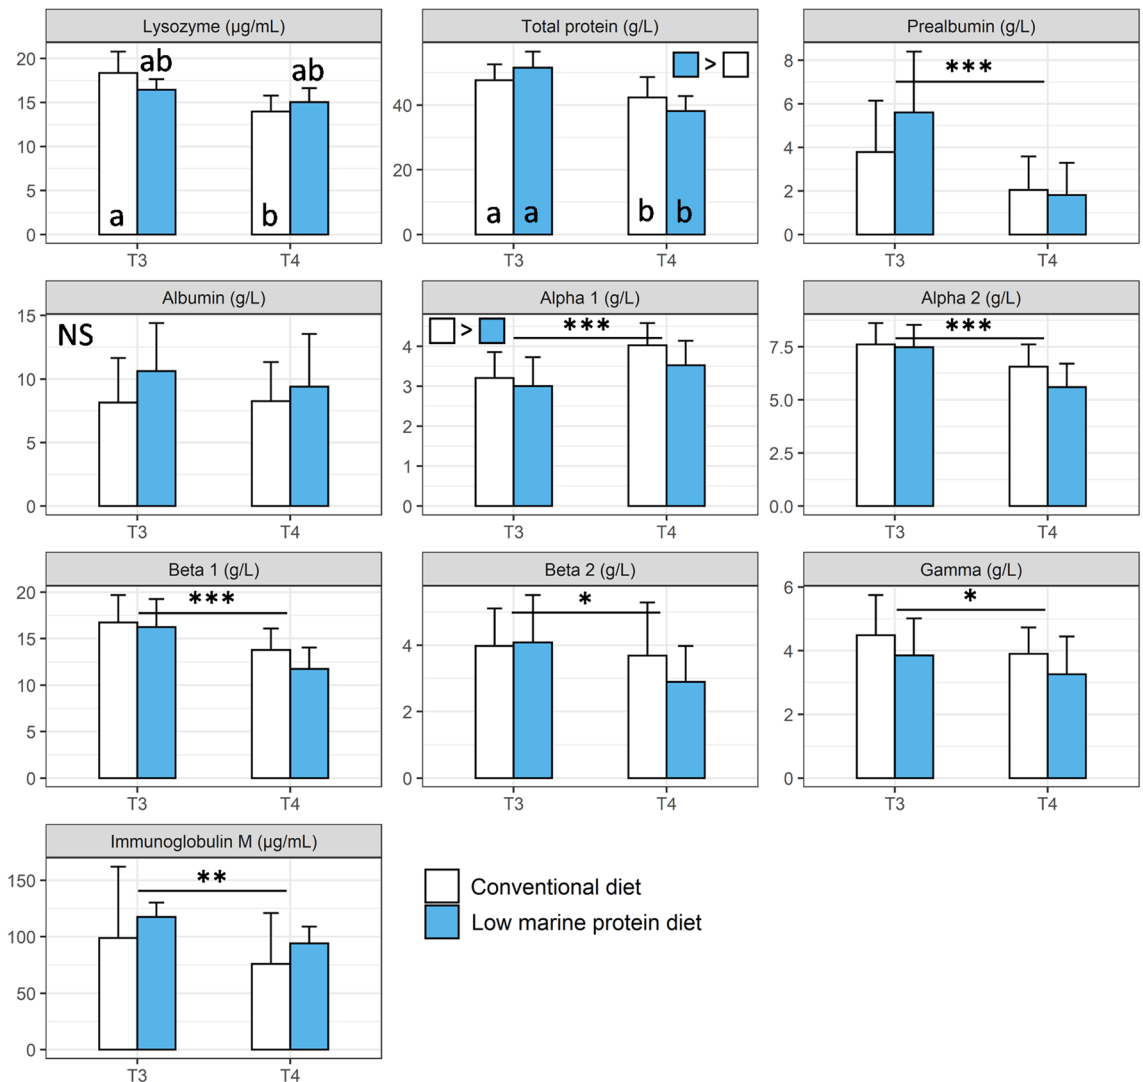 Lysozyme (µg/mL)
20
15
10
5
0
ab
ab
a
b
T3
T4
Total protein (g/L)
40
20
0
>
a
a
b
b
T3
T4
Prealbumin (g/L)
8
6
4
2
0
***
T3
T4
Albumin (g/L)
15
10
5
0
NS
T3
T4
Alpha 1 (g/L)
4
3
2
1
0
>
***
T3
T4
Alpha 2 (g/L)
7.5
5.0
2.5
0.0
***
T3
T4
Beta 1 (g/L)
20
15
10
5
0
***
T3
T4
Beta 2 (g/L)
4
2
0
*
T3
T4
Gamma (g/L)
6
4
2
0
*
T3
T4
Immunoglobulin M (µg/mL)
150
100
50
0
**
T3
T4
Conventional diet
Low marine protein diet